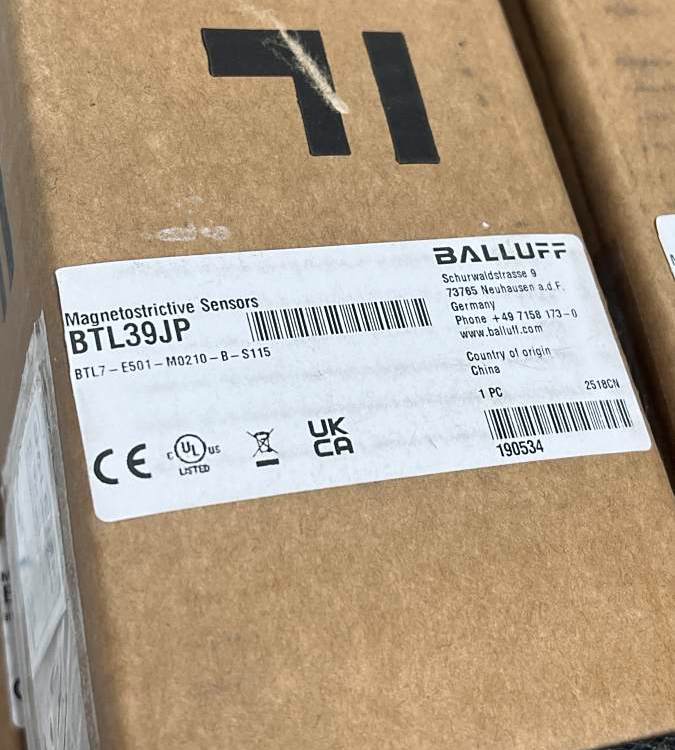 BALLUFF
Schurwaldstrasse 9
73765 Neuhausen a.d.F.
Germany
Phone +49 7158 173-0
www.balluff.com
Country of origin
China
1 PC
2518CN
190534
Magnetostrictive Sensors
BTL39JP
BTL7-E501-M0210-B-S115
CE
C UL US
LISTED
UK
CA